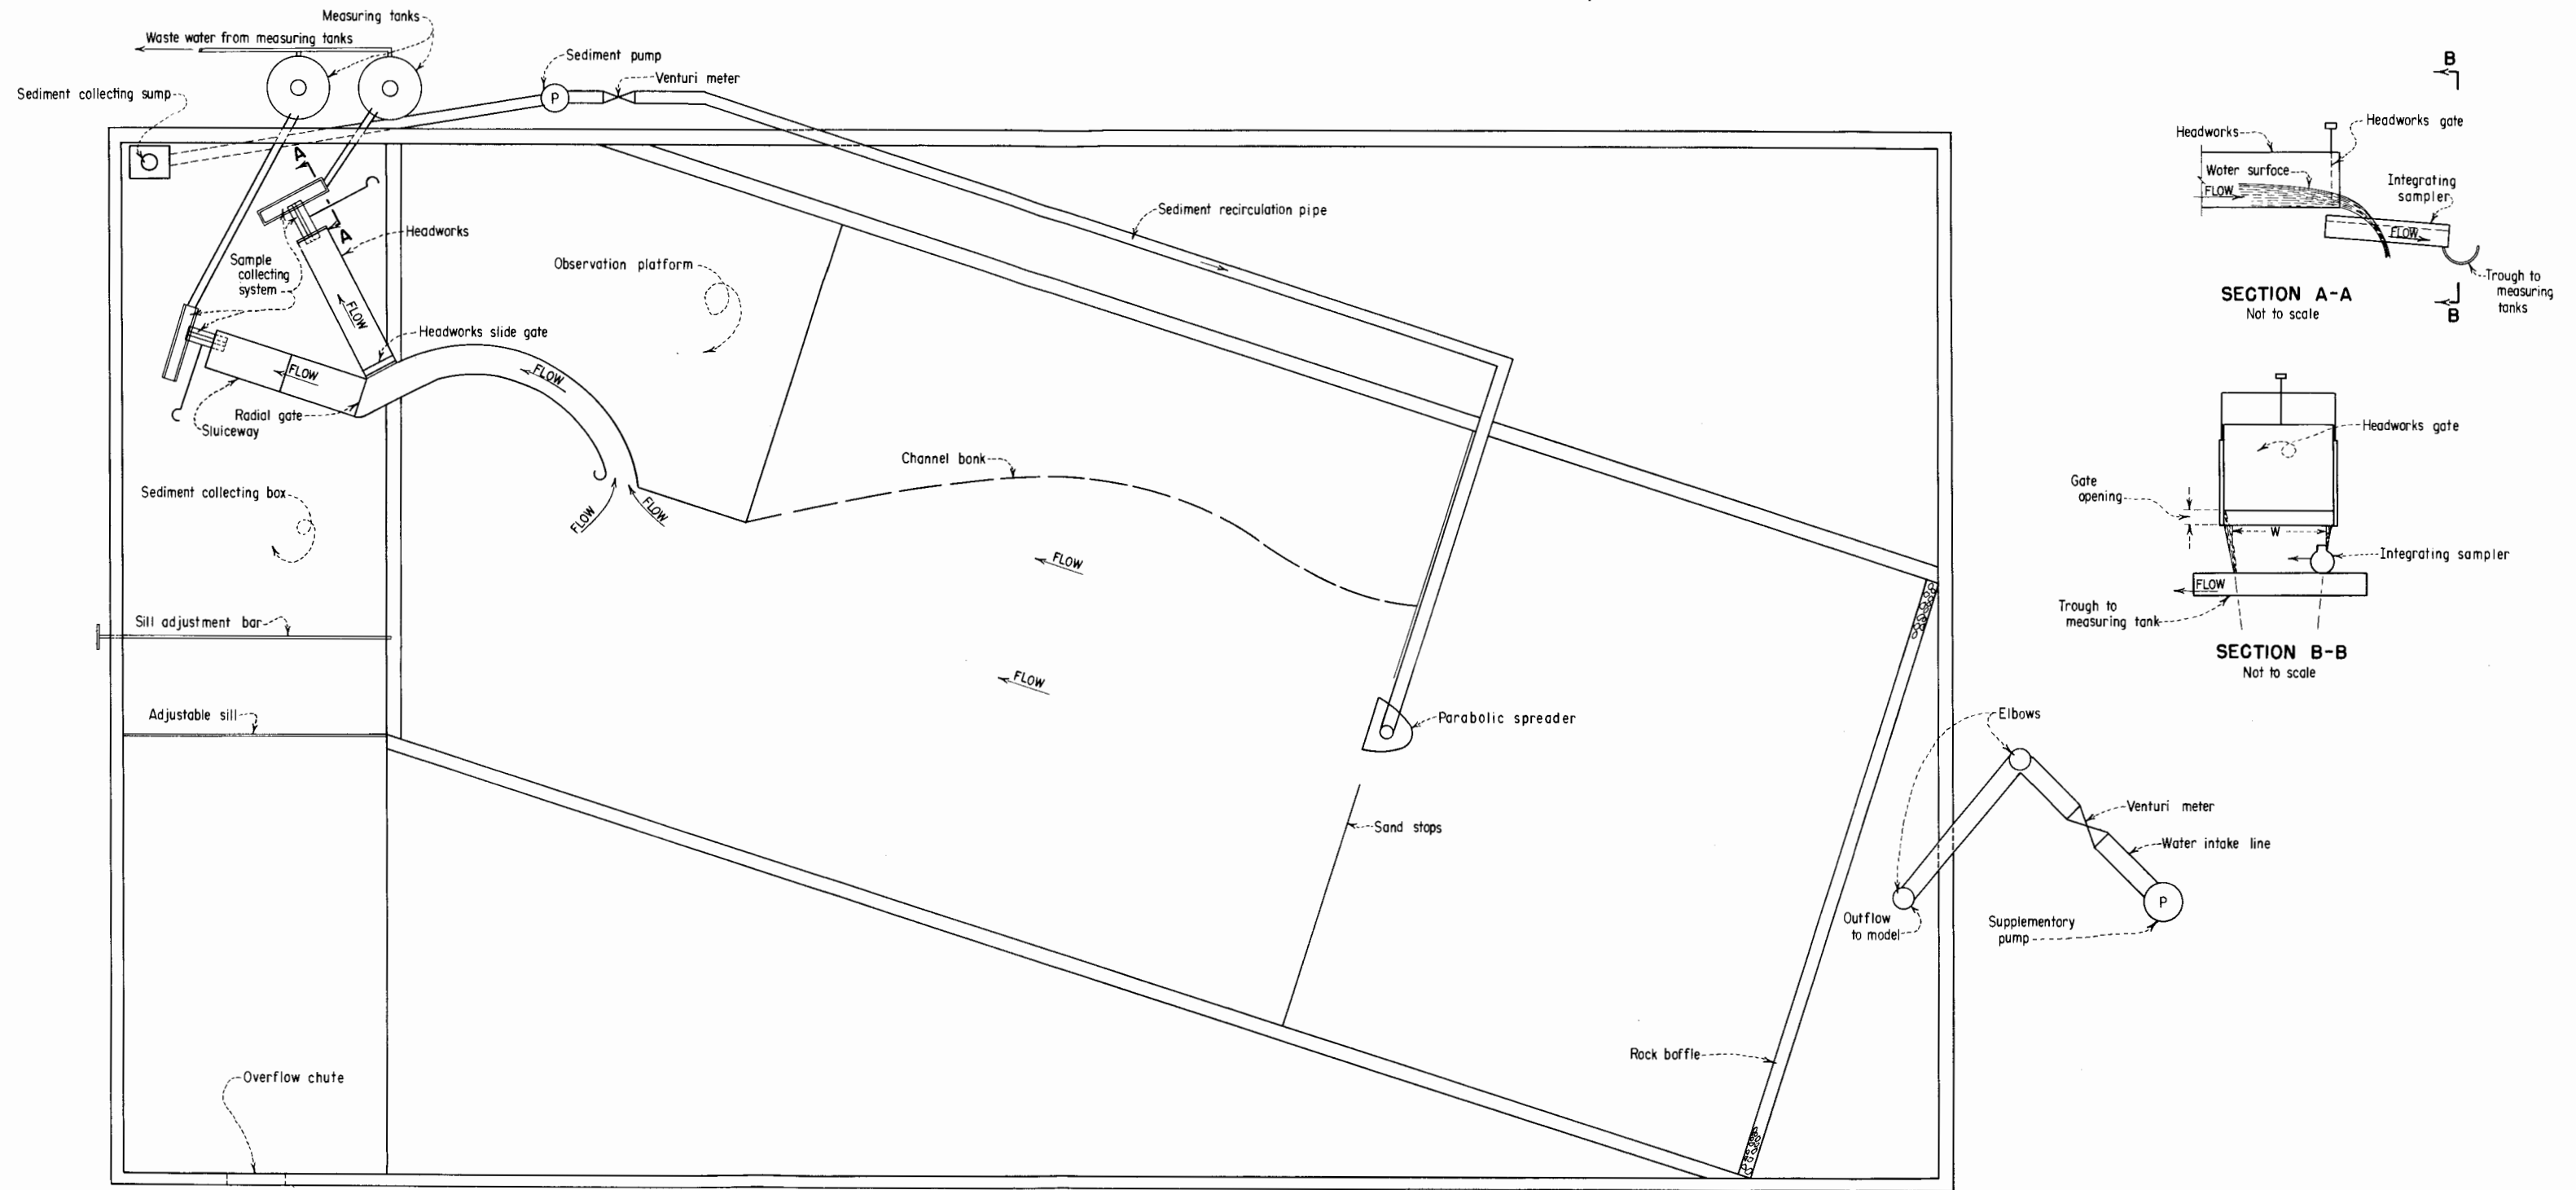 Measuring tanks
Waste water from measuring tanks
Sediment collecting sump
Sediment pump
P
Venturi meter
A
A
Headworks
Sample
collecting
system
FLOW
Headworks slide gate
FLOW
Radial gate
Sluiceway
FLOW
Observation platform
Sediment recirculation pipe
Channel bank
Sediment collecting box
FLOW
FLOW
FLOW
FLOW
Sill adjustment bar
Adjustable sill
Parabolic spreader
Sand stops
Rock baffle
Overflow chute
Elbows
Venturi meter
Water intake line
P
Outflow
to model
Supplementary
pump
B
Headworks
Headworks gate
Water surface
FLOW
Integrating
sampler
FLOW
Trough to
measuring
tanks
SECTION A-A
Not to scale
B
Headworks gate
Gate
opening
W
Integrating sampler
FLOW
Trough to
measuring tank
SECTION B-B
Not to scale